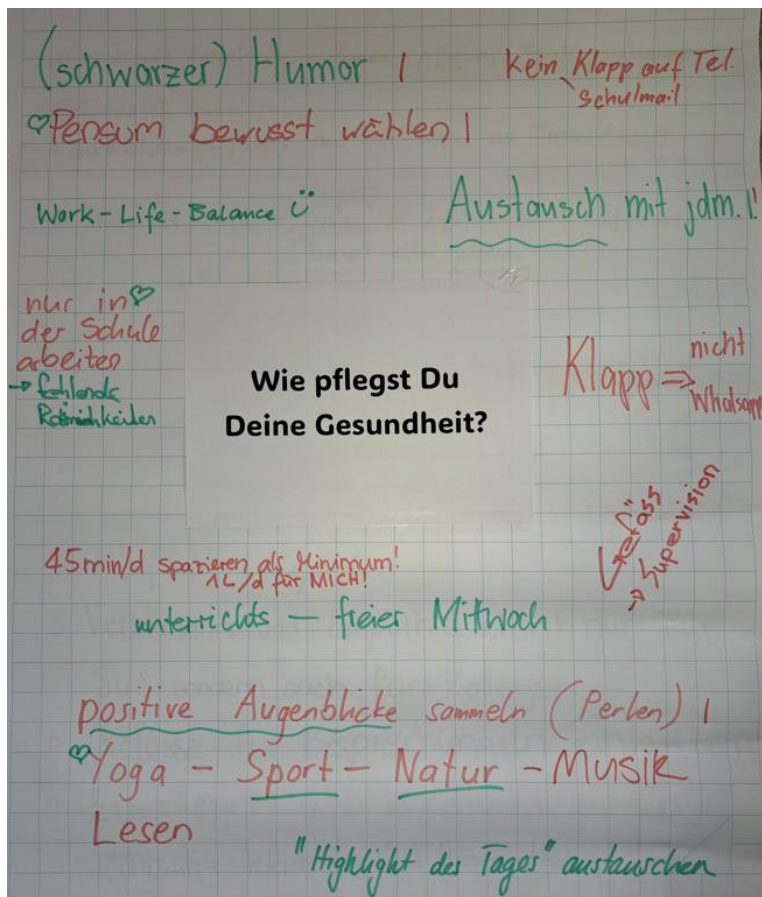 (schwarzer) Humor |
kein Klapp auf Tel.
Schulmail
♡Pensum bewusst wählen |
Work-Life-Balance ü
Austausch mit jdm. !
nur in♡
der Schule
arbeiten
→ fehlende
Räumlichkeiten
Wie pflegst Du
Deine Gesundheit?
Klapp ⇒ nicht
Whatsapp
Gefäss
→ Supervision
45min/d spazieren als Minimum!
1L/d für MICH!
unterrichts - freier Mittwoch
positive Augenblicke sammeln (Perlen) |
♡Yoga - Sport - Natur - Musik
Lesen
"Highlight des Tages" austauschen